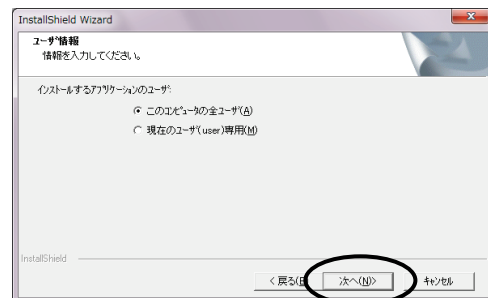 InstallShield Wizard
ユーザ情報
情報を入力してください。
インストールするアプリケーションのユーザ:
このコンピュータの全ユーザ(A)
現在のユーザ(user)専用(M)
InstallShield
< 戻る(B
次へ(N)>
キャンセル